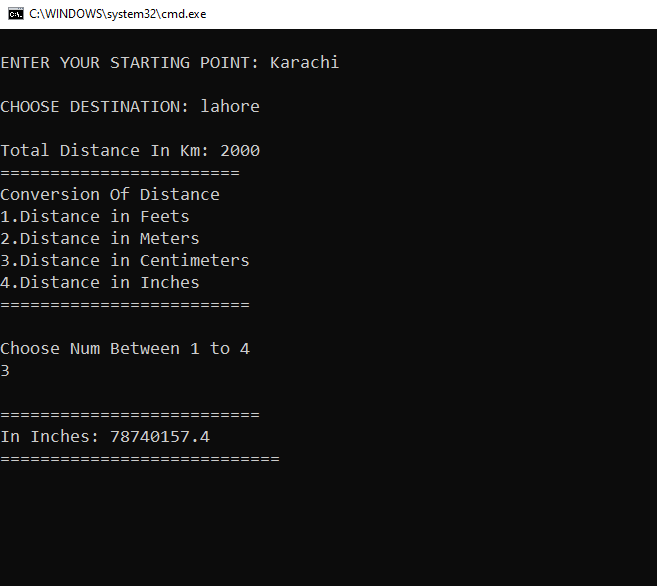 C:\WINDOWS\system32\cmd.exe
ENTER YOUR STARTING POINT: Karachi
CHOOSE DESTINATION: lahore
Total Distance In Km: 2000
========================
Conversion Of Distance
1.Distance in Feets
2.Distance in Meters
3.Distance in Centimeters
4.Distance in Inches
=========================
Choose Num Between 1 to 4
3
==========================
In Inches: 78740157.4
============================